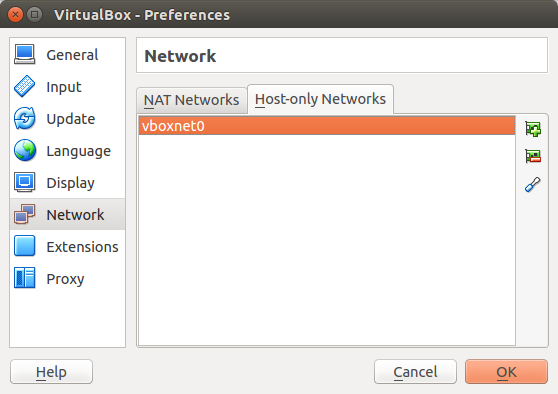 VirtualBox - Preferences
General
Input
Update
Language
Display
Network
Extensions
Proxy
Network
NAT Networks
Host-only Networks
vboxnet0
Help
Cancel
OK